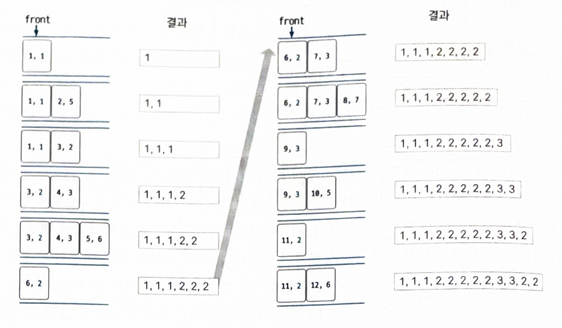 front 결과
1, 1 1
1, 1 2, 5 1, 1
1, 1 3, 2 1, 1, 1
3, 2 4, 3 1, 1, 1, 2
3, 2 4, 3 5, 6 1, 1, 1, 2, 2
6, 2 1, 1, 1, 2, 2, 2
front 결과
6, 2 7, 3 1, 1, 1, 2, 2, 2, 2
6, 2 7, 3 8, 7 1, 1, 1, 2, 2, 2, 2, 2
9, 3 1, 1, 1, 2, 2, 2, 2, 2, 3
9, 3 10, 5 1, 1, 1, 2, 2, 2, 2, 2, 3, 3
11, 2 1, 1, 1, 2, 2, 2, 2, 2, 3, 3, 2
11, 2 12, 6 1, 1, 1, 2, 2, 2, 2, 2, 3, 3, 2, 2